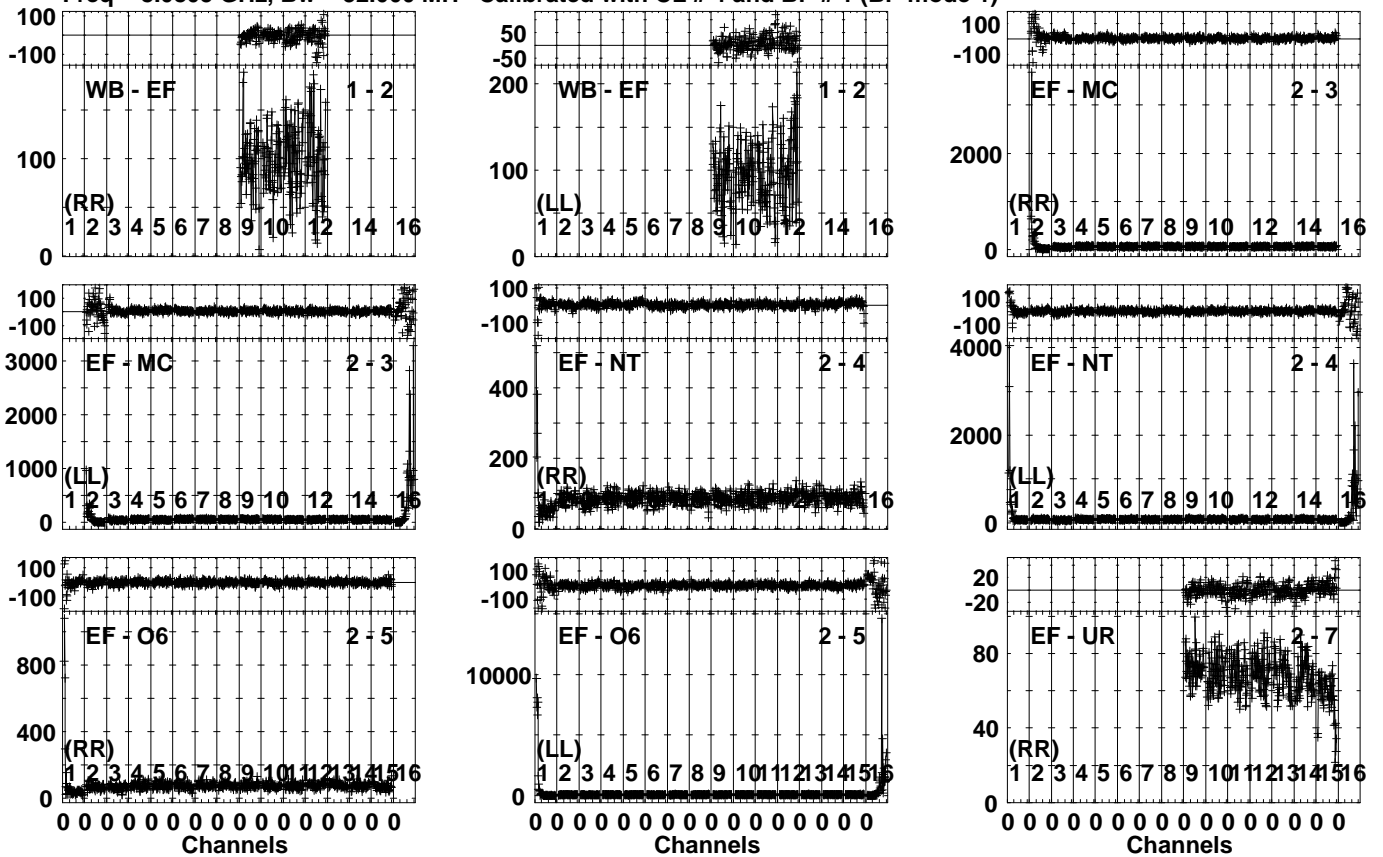 100
-100
WB - EF 1 - 2
100
(RR)
1 2 3 4 5 6 7 8 9 10 12 14 16
0
50
-50
200
WB - EF 1 - 2
100
(LL)
1 2 3 4 5 6 7 8 9 10 12 14 16
0
100
-100
EF - MC 2 - 3
2000
(RR)
1 2 3 4 5 6 7 8 9 10 12 14 16
0
100
-100
3000
EF - MC 2 - 3
2000
1000
(LL)
1 2 3 4 5 6 7 8 9 10 12 14 16
0
100
-100
EF - NT 2 - 4
400
200
(RR)
16
0
100
-100
4000
EF - NT 2 - 4
2000
(LL)
1 2 3 4 5 6 7 8 9 10 12 14 16
0
100
-100
EF - O6 2 - 5
800
400
(RR)
1 2 3 4 5 6 7 8 9 10 11 12 13 14 15 16
0
0 0 0 0 0 0 0 0 0 0 0 0 0 0 0 0
Channels
100
-100
EF - O6 2 - 5
10000
(LL)
1 2 3 4 5 6 7 8 9 10 11 12 13 14 15 16
0
0 0 0 0 0 0 0 0 0 0 0 0 0 0 0 0
Channels
20
-20
EF - UR 2 - 7
80
40
(RR)
1 2 3 4 5 6 7 8 9 10 11 12 13 14 15 16
0
0 0 0 0 0 0 0 0 0 0 0 0 0 0 0 0
Channels